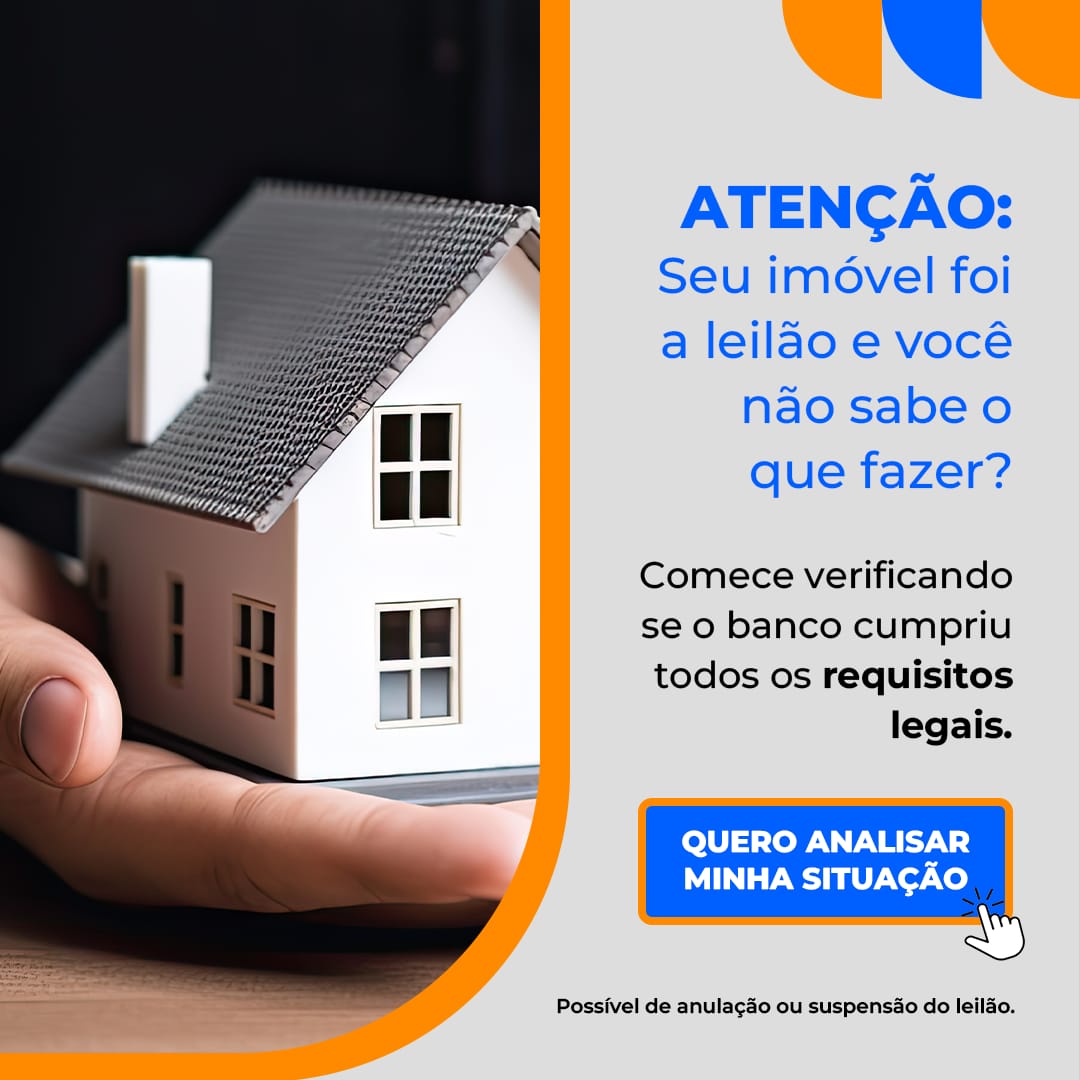 ATENÇÃO:
Seu imóvel foi
a leilão e você
não sabe o
que fazer?
Comece verificando
se o banco cumpriu
todos os requisitos
legais.
QUERO ANALISAR
MINHA SITUAÇÃO
Possível de anulação ou suspensão do leilão.